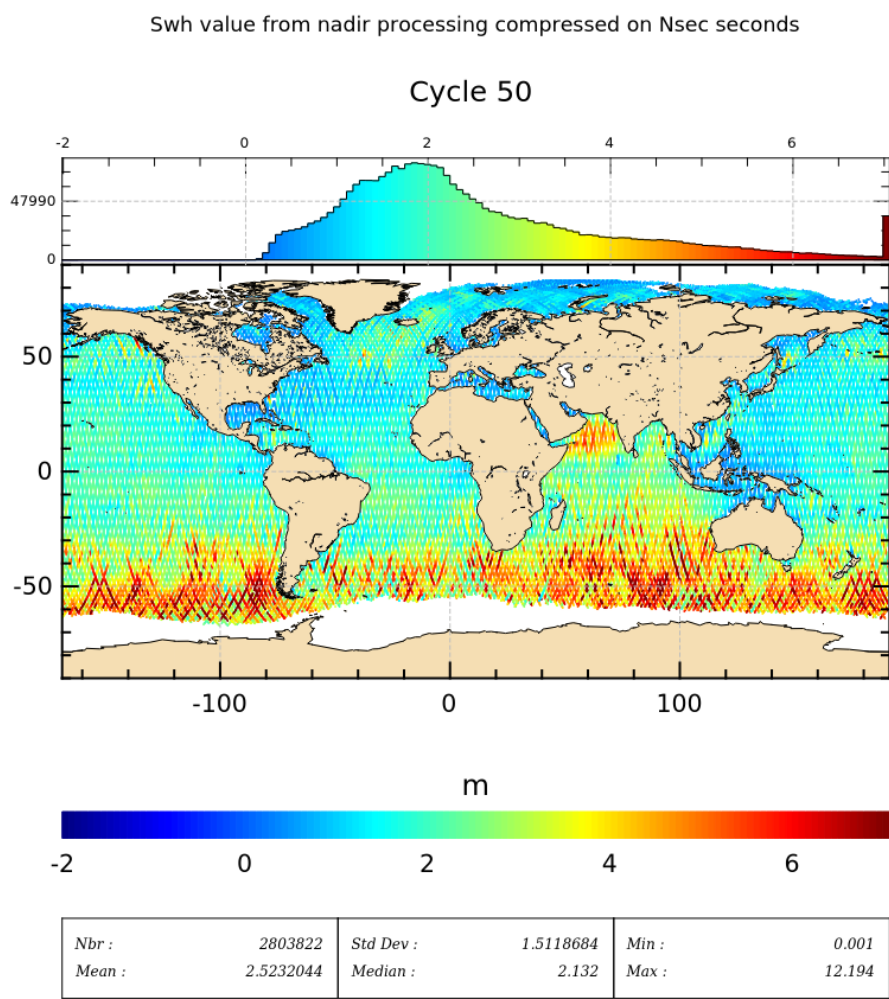 Swh value from nadir processing compressed on Nsec seconds
Cycle 50
-2 0 2 4 6
47990
0
50
0
-50
-100 0 100
m
-2 0 2 4 6
Nbr : 2803822 Std Dev : 1.5118684 Min : 0.001
Mean : 2.5232044 Median : 2.132 Max : 12.194